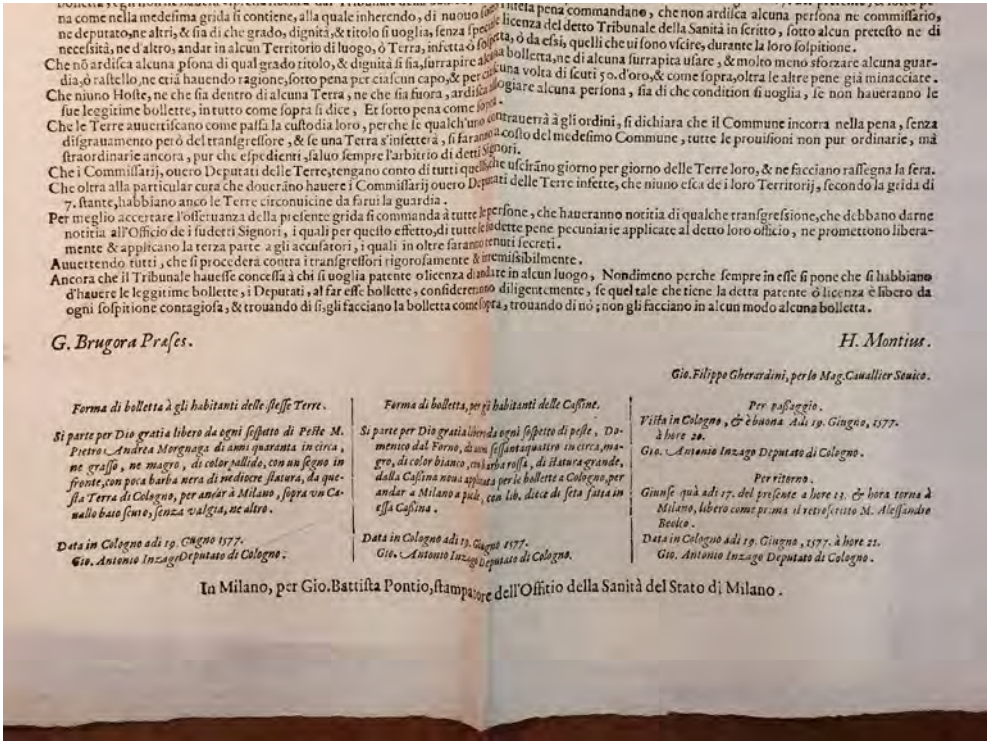 na come nella medesima grida si contiene, alla quale inherendo, di nuouo pena commandano, che non ardisca alcuna persona ne commissario,
ne deputato, ne altri, & sia di che grado, dignità, & titolo si uoglia, senza licenza del detto Tribunale della Sanità in scritto, sotto alcun pretesto ne di
necessità, ne d'altro, andar in alcun Territorio di luogo, ò Terra, infetta ò sospetta, ò da essi, quelli che ui sono vscire, durante la loro sospitione.
Che nō ardisca alcuna psona di qual grado titolo, & dignità si sia, surrapire alcuna bolletta, ne di alcuna surrapita usare, & molto meno sforzare alcuna guar-
dia, ò rastello, ne etiā hauendo ragione, sotto pena per ciascun capo, & per ciascuna volta di scuti 50. d'oro, & come sopra, oltra le altre pene già minacciate.
Che niuno Hoste, ne che sia dentro di alcuna Terra, ne che sia fuora, ardisca allogiare alcuna persona, sia di che condition si uoglia, se non haueranno le
sue legitime bollette, in tutto come sopra si dice, Et sotto pena come sopra.
Che le Terre auuertiscano come passa la custodia loro, perche se qualch'uno contrauerrà à gli ordini, si dichiara che il Commune incorra nella pena, senza
disgrauamento però del transgressore, & se una Terra s'infetterà, si faranno a costo del medesimo Commune, tutte le prouisioni non pur ordinarie, mà
straordinarie ancora, pur che espedienti, saluo sempre l'arbitrio di detti Signori.
Che i Commissarij, ouero Deputati delle Terre, tengano conto di tutti quelli, che uscirāno giorno per giorno delle Terre loro, & ne facciano rassegna la sera.
Che oltra alla particular cura che doueràno hauere i Commissarij ouero Deputati delle Terre infette, che niuno esca de i loro Territorij, secondo la grida di
7. stante, habbiano anco le Terre circonuicine da farui la guardia.
Per meglio accertare l'osseruanza della presente grida si commanda à tutte le persone, che haueranno notitia di qualche transgressione, che debbano darne
notitia all'Officio de i sudetti Signori, i quali per questo effetto, di tutte le sudette pene pecuniarie applicate al detto loro officio, ne promettono libera-
mente & applicano la terza parte a gli accusatori, i quali in oltre faranno tenuti secreti.
Auuertendo tutti, che si procederà contra i transgressori rigorosamente & irremissibilmente.
Ancora che il Tribunale hauesse concessa à chi si uoglia patente o licenza di andare in alcun luogo, Nondimeno perche sempre in esse si pone che si habbiano
d'hauere le leggitime bollette, i Deputati, al far esse bollette, considereranno diligentemente, se quel tale che tiene la detta patente ò licenza è libero da
ogni sospitione contagiosa, & trouando di sì, gli facciano la bolletta come sopra, trouando di nò; non gli facciano in alcun modo alcuna bolletta.
G. Brugora Præses.
H. Montius.
Gio. Filippo Gherardini, per lo Mag. Cauallier Souico.
Forma di bolletta à gli habitanti delle stesse Terre.
Si parte per Dio gratia libero da ogni sospetto di Peste M.
Pietro Andrea Morgnaga di anni quaranta in circa,
ne grasso, ne magro, di color pallido, con un segno in
fronte, con poca barba nera di mediocre statura, da que-
sta Terra di Cologno, per andar à Milano, sopra vn Ca-
uallo baio scuro, senza valgia, ne altro.
Data in Cologno adi 19. Giugno 1577.
Gio. Antonio Inzago Deputato di Cologno.
Forma di bolletta, per gi habitanti delle Cassine.
Si parte per Dio gratia libero da ogni sospetto di peste, Do-
menico dal Forno, di anni sessantaquattro in circa, ma-
gro, di color bianco, con barba rossa, di statura grande,
dalla Cassina noua applicata per le bollette a Cologno, per
andar a Milano a pie, con lib. diece di seta fatta in
essa Cassina.
Data in Cologno adi 19. Giugno 1577.
Gio. Antonio Inzago Deputato di Cologno.
Per passaggio.
Vista in Cologno, & è buona Adi 19. Giugno, 1577.
à hore 20.
Gio. Antonio Inzago Deputato di Cologno.
Per ritorno.
Giunse quà adi 17. del presente a hore 13. & hora torna à
Milano, libero come prima il retroscritto M. Alessandro
Beolco.
Data in Cologno adi 19. Giugno, 1577. à hore 21.
Gio. Antonio Inzago Deputato di Cologno.
In Milano, per Gio. Battista Pontio, stampatore dell'Offitio della Sanità del Stato di Milano.